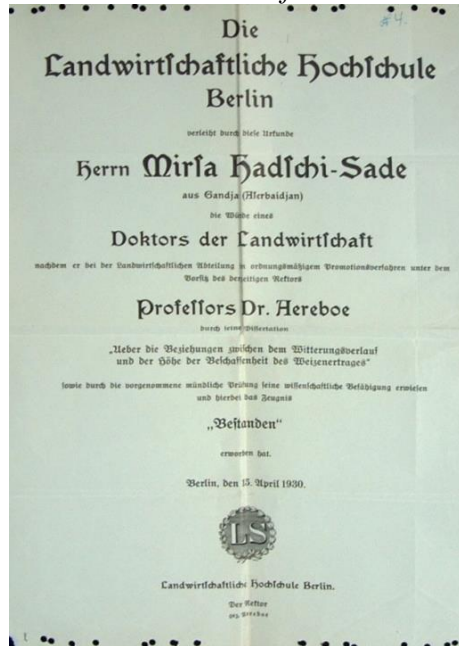 #4.
Die
Landwirtſchaftliche Hochſchule
Berlin
verleiht durch dieſe Urkunde
Herrn Mirſa Hadſchi-Sade
aus Gandja (Aſerbaidjan)
die Würde eines
Doktors der Landwirtſchaft
nachdem er bei der Landwirtſchaftlichen Abteilung in ordnungsmäßigem Promotionsverfahren unter dem
Vorſitz des derzeitigen Rektors
Profeſſors Dr. Aereboe
durch ſeine Diſſertation
„Ueber die Beziehungen zwiſchen dem Witterungsverlauf
und der Höhe der Beſchaffenheit des Weizenertrages“
ſowie durch die vorgenommene mündliche Prüfung ſeine wiſſenſchaftliche Befähigung erwieſen
und hierbei das Zeugnis
„Beſtanden“
erworben hat.
Berlin, den 15. April 1930.
LS
Landwirtſchaftliche Hochſchule Berlin.
Der Rektor
gez. Aereboe